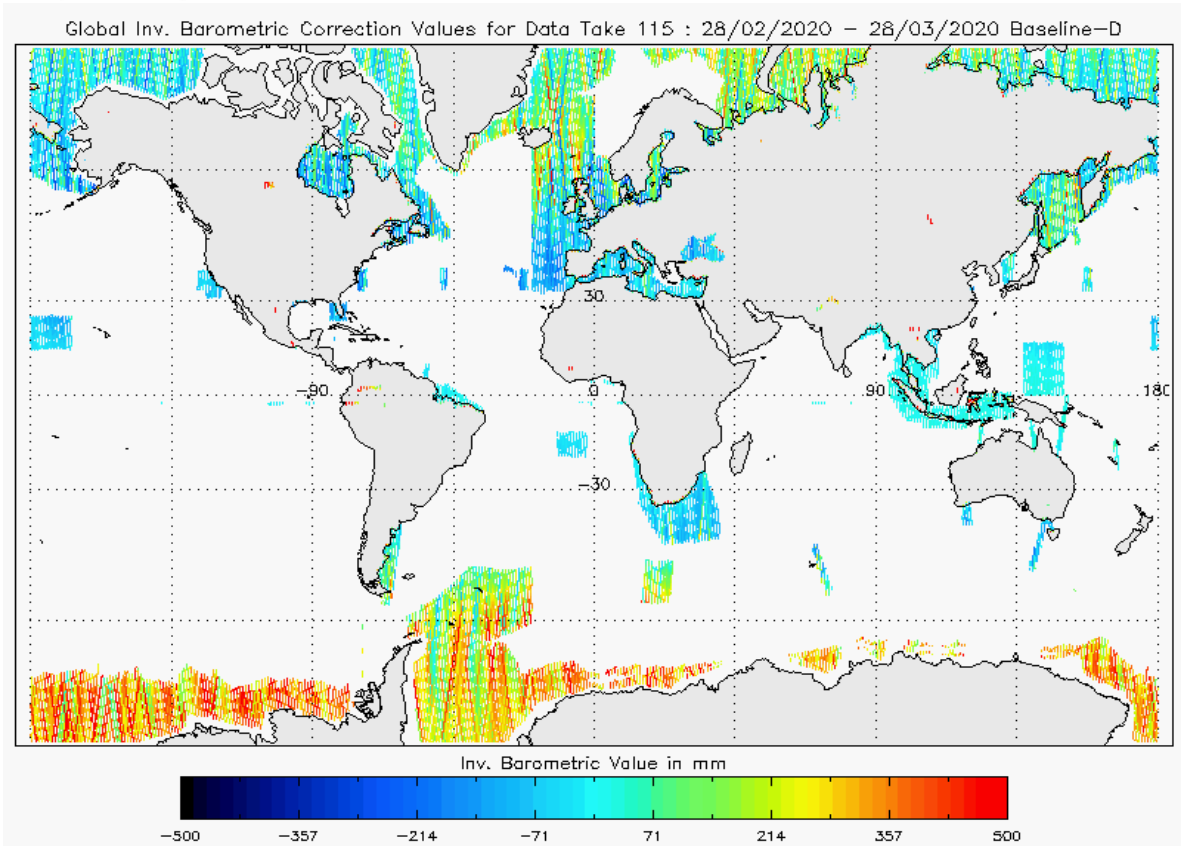 Global Inv. Barometric Correction Values for Data Take 115 : 28/02/2020 − 28/03/2020 Baseline−D
30
−90 0 90 180
−30
Inv. Barometric Value in mm
−500 −357 −214 −71 71 214 357 500